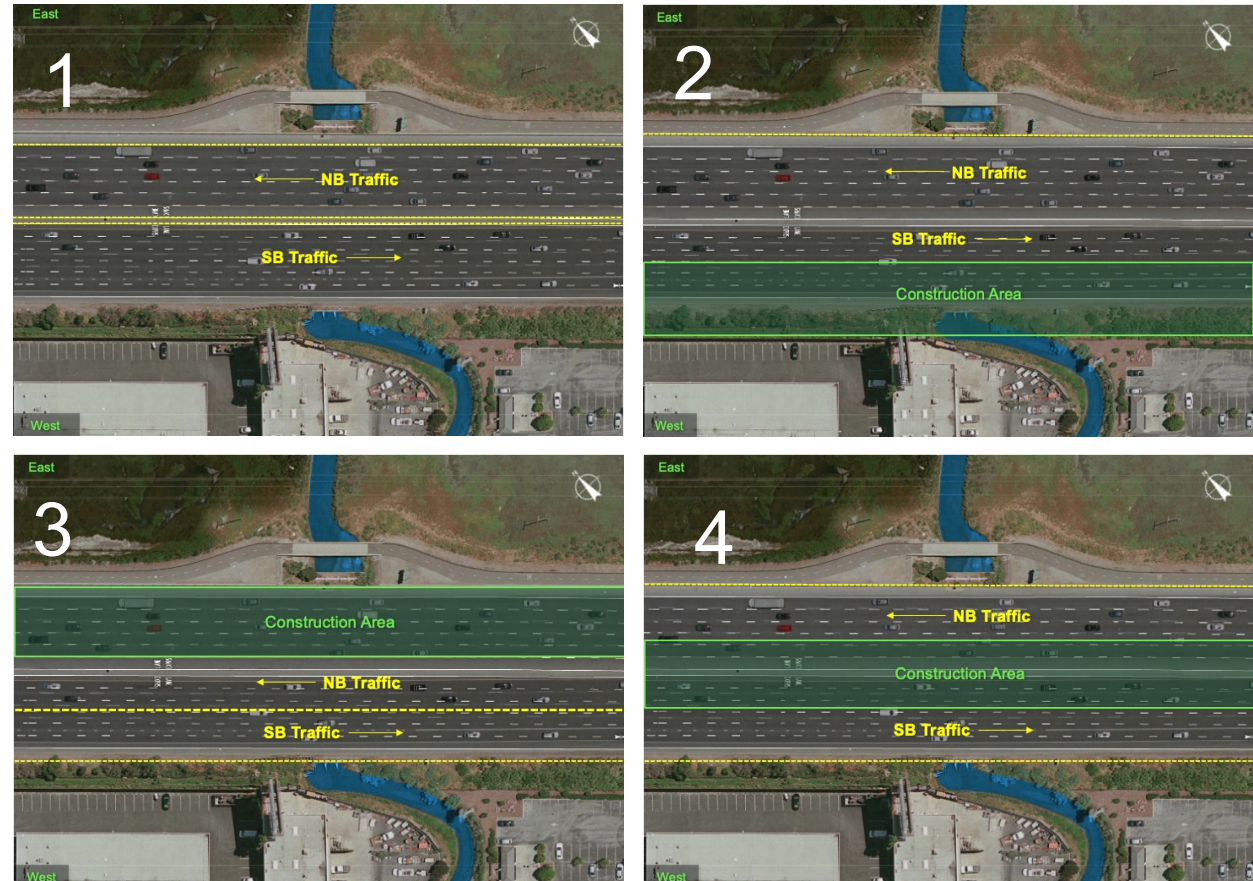 East
1
NB Traffic
SB Traffic
West
East
2
NB Traffic
SB Traffic
Construction Area
West
East
3
Construction Area
NB Traffic
SB Traffic
West
East
4
NB Traffic
Construction Area
SB Traffic
West